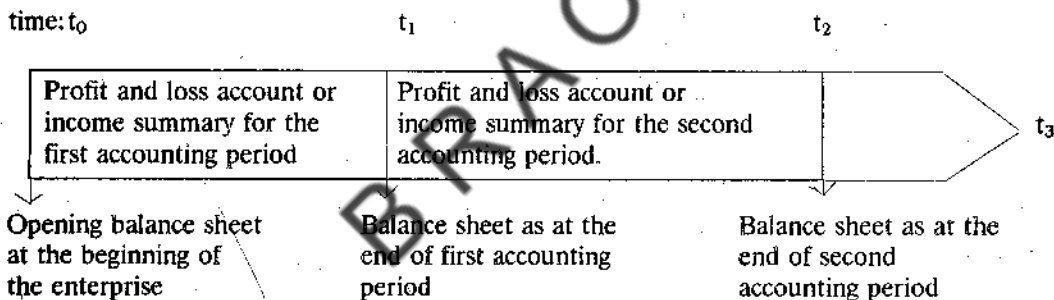 time: t₀ t₁ t₂
Profit and loss account or
income summary for the
first accounting period
Profit and loss account or
income summary for the second
accounting period.
t₃
Opening balance sheet
at the beginning of
the enterprise
Balance sheet as at the
end of first accounting
period
Balance sheet as at the
end of second
accounting period
BRAO